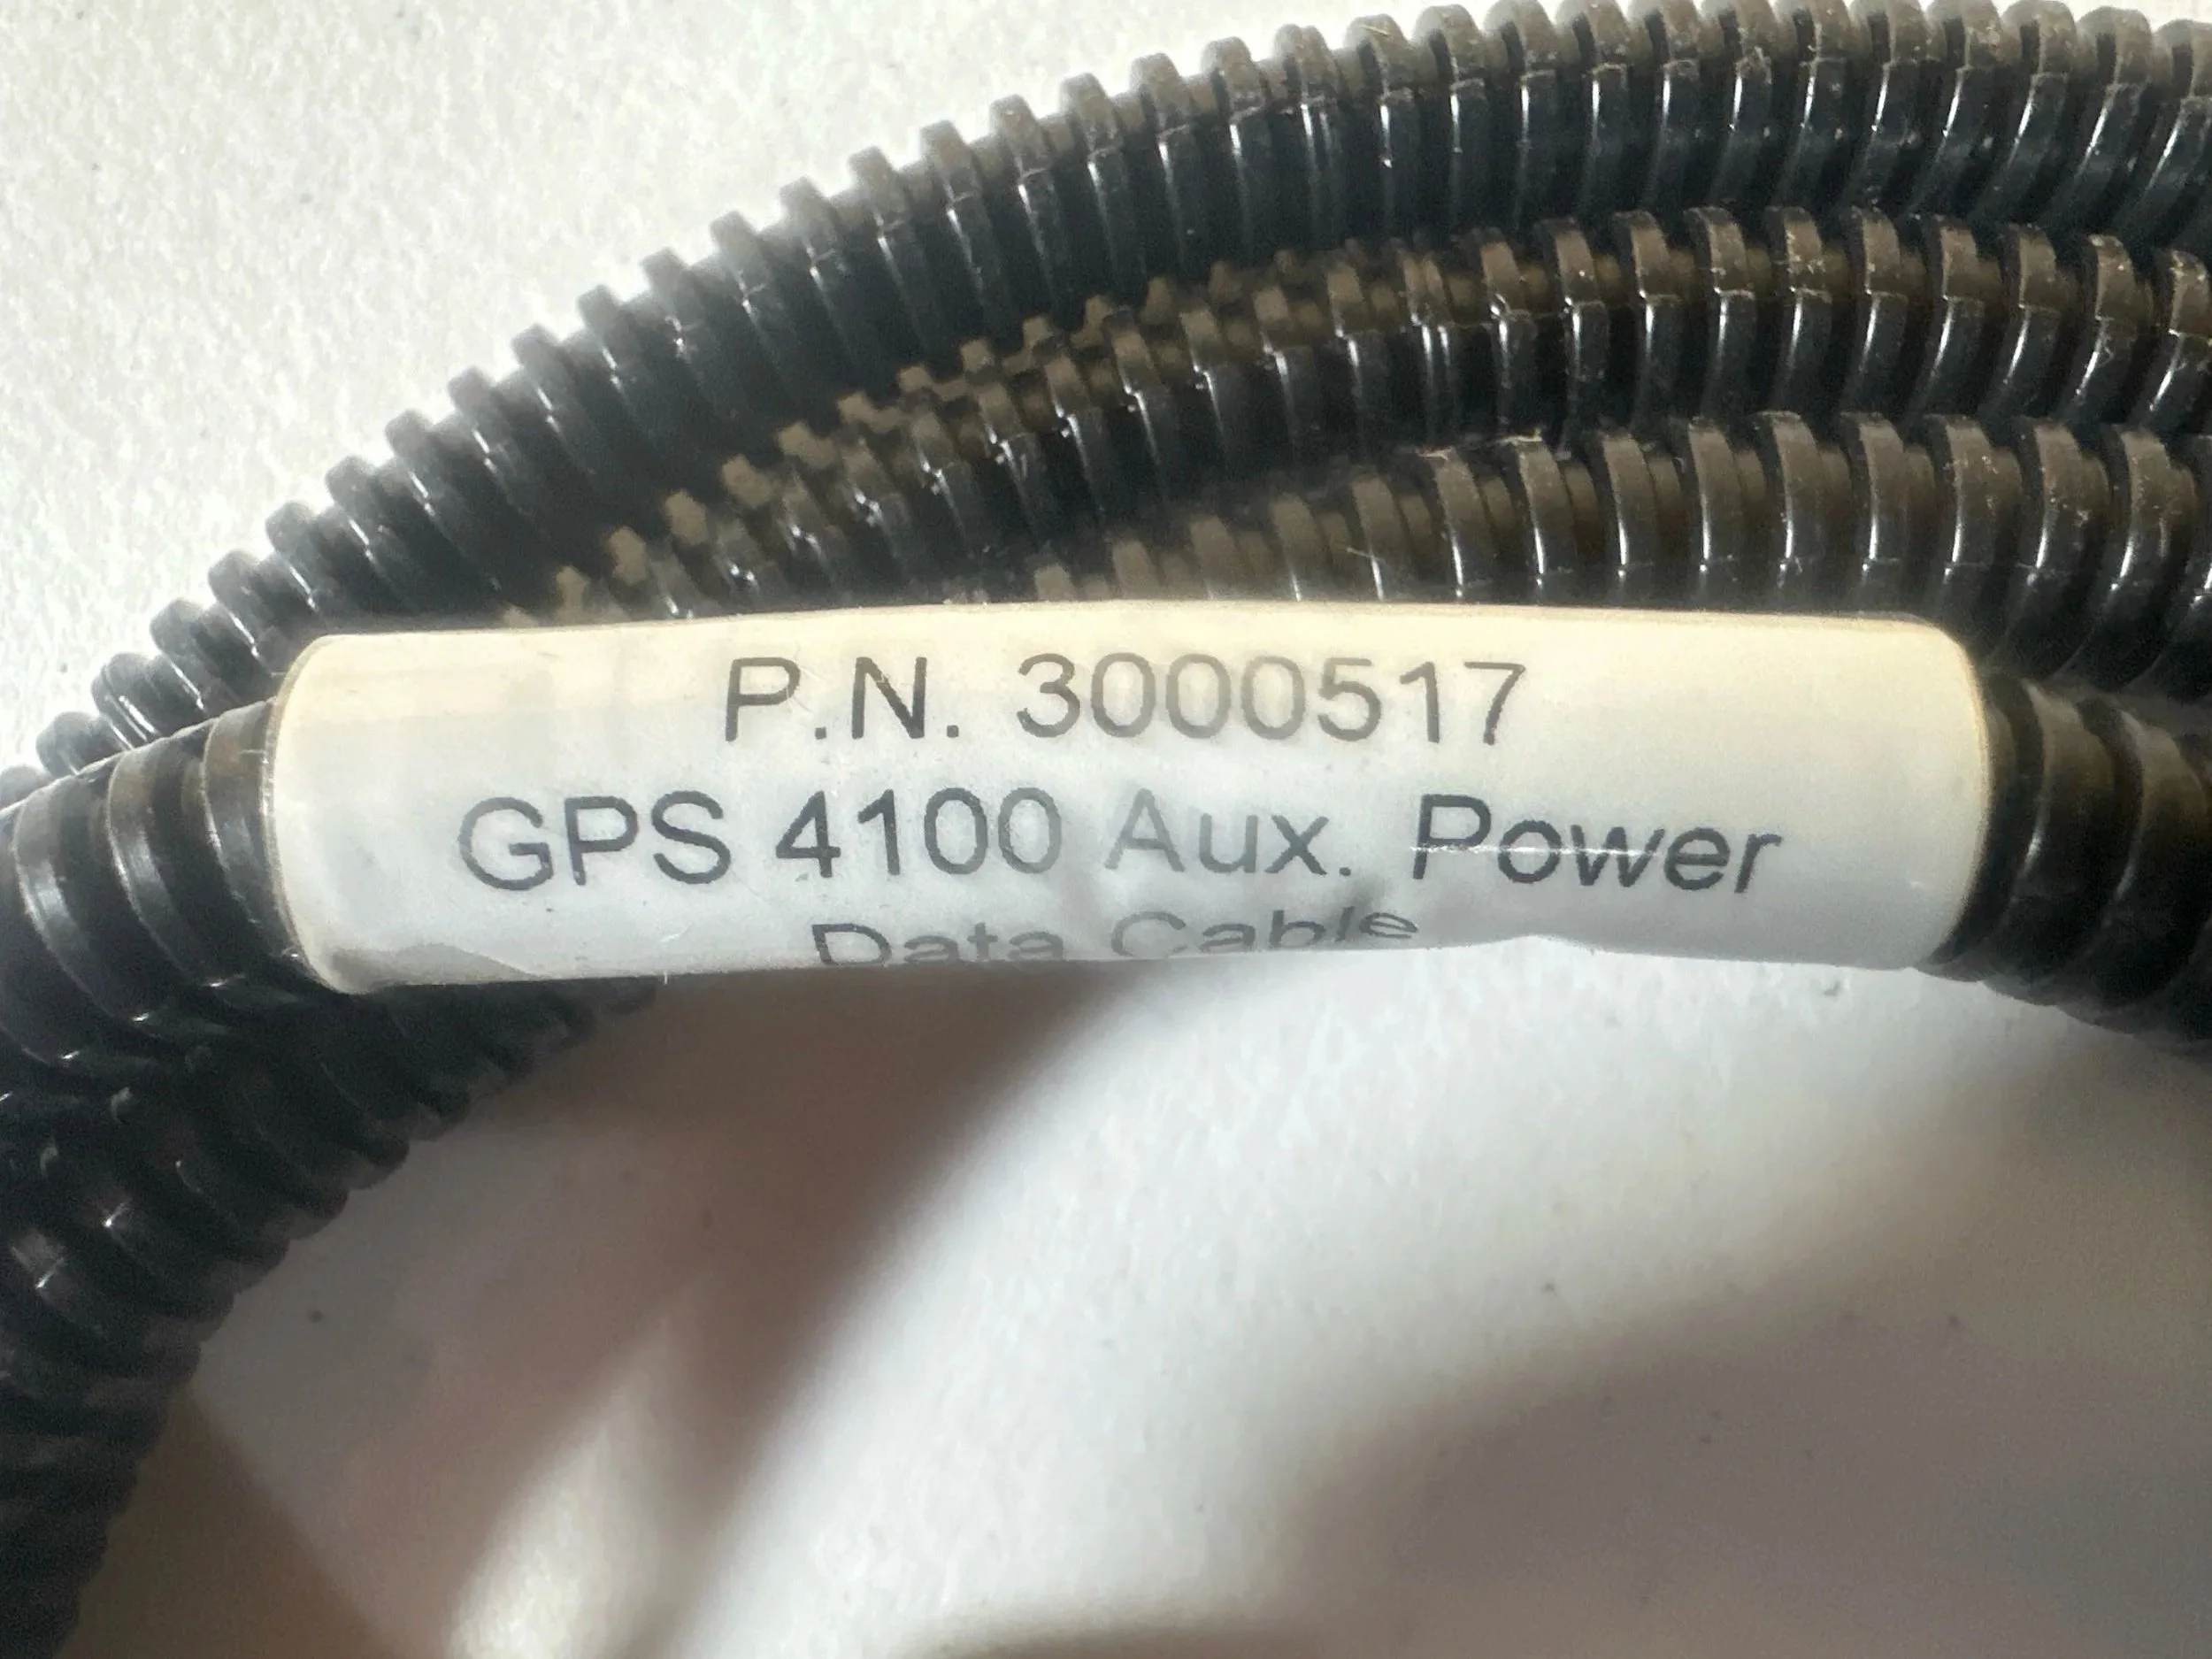 P.N. 3000517
GPS 4100 Aux. Power
Data Cable